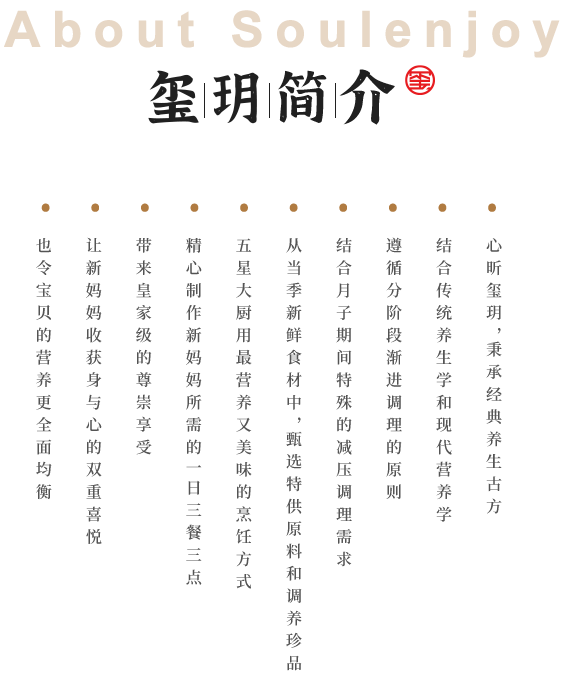 About Soulenjoy
玺玥简介
玺
心昕玺玥，秉承经典养生古方
结合传统养生学和现代营养学
遵循分阶段渐进调理的原则
结合月子期间特殊的减压调理需求
从当季新鲜食材中，甄选特供原料和调养珍品
五星大厨用最营养又美味的烹饪方式
精心制作新妈妈所需的一日三餐三点
带来皇家级的尊崇享受
让新妈妈收获身与心的双重喜悦
也令宝贝的营养更全面均衡